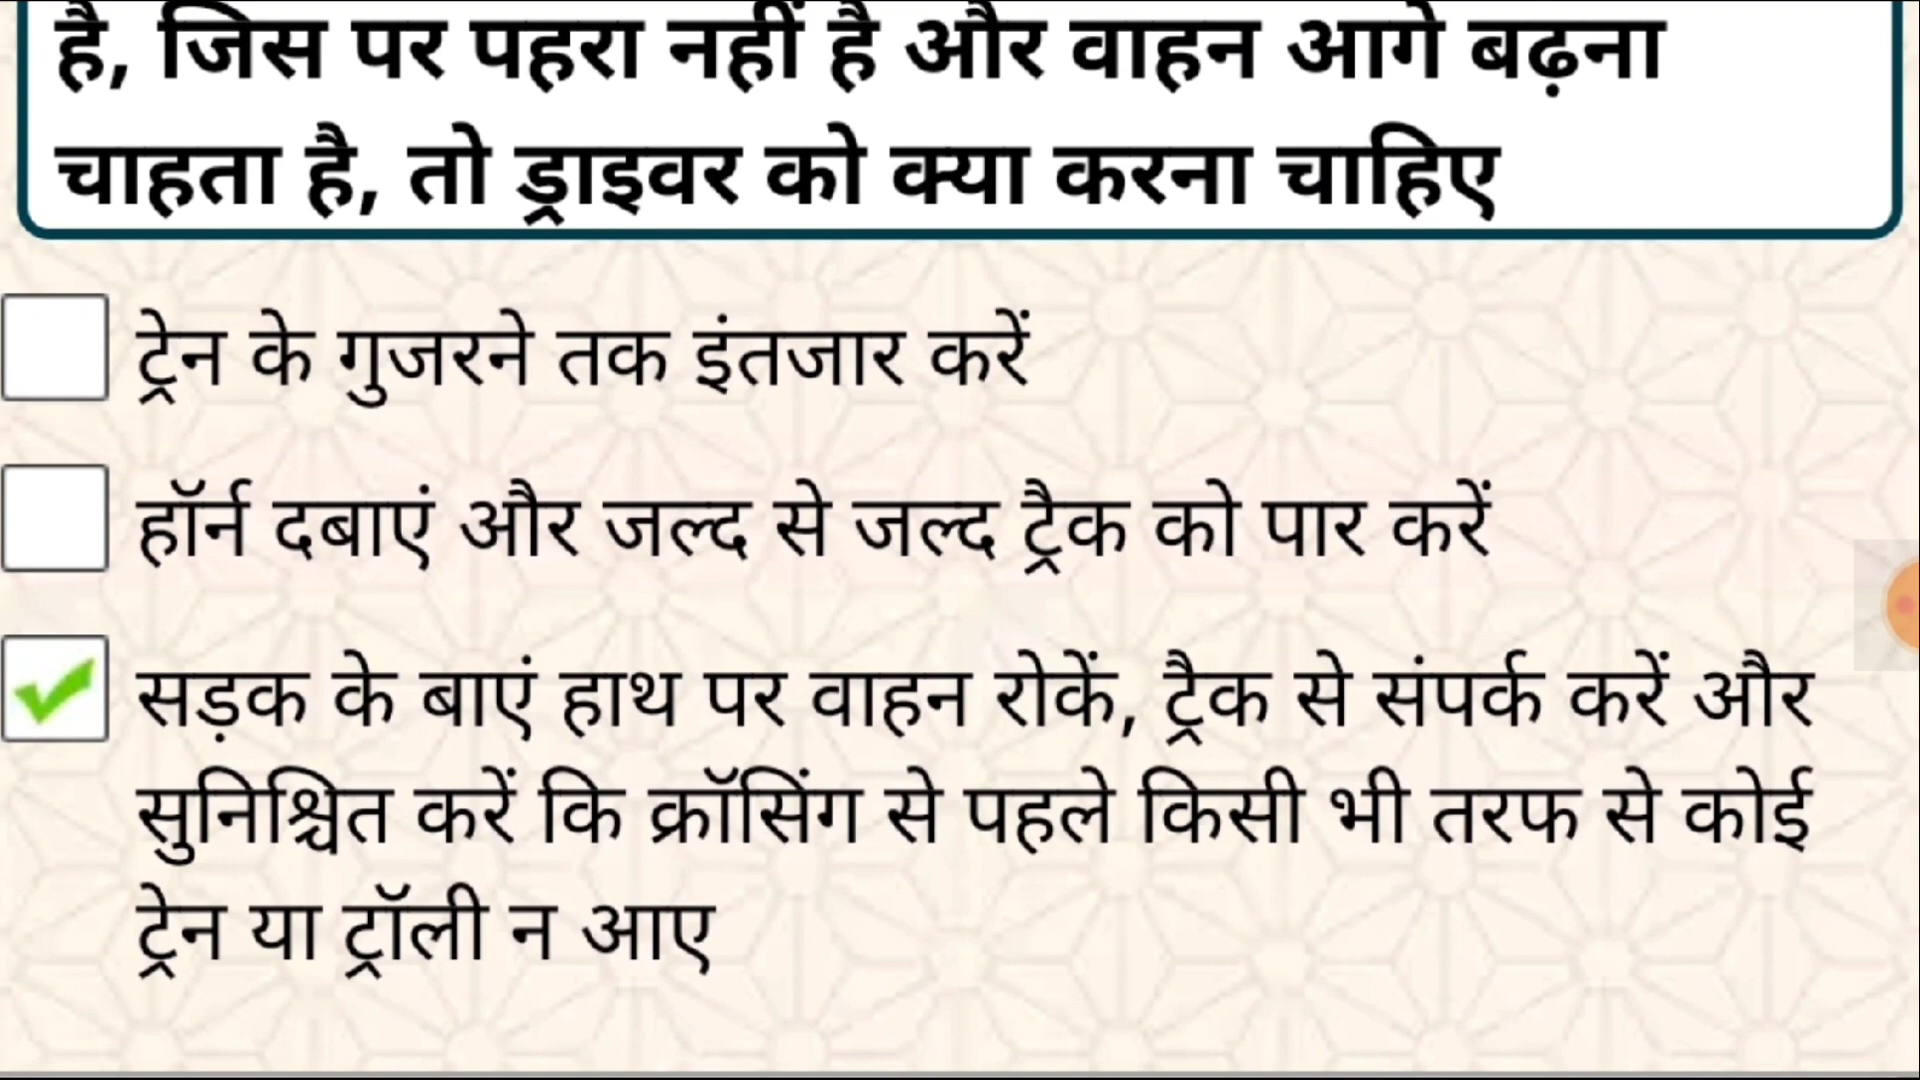 है, जिस पर पहरा नहीं है और वाहन आगे बढ़ना
चाहता है, तो ड्राइवर को क्या करना चाहिए
ट्रेन के गुजरने तक इंतजार करें
हॉर्न दबाएं और जल्द से जल्द ट्रैक को पार करें
सड़क के बाएं हाथ पर वाहन रोकें, ट्रैक से संपर्क करें और
सुनिश्चित करें कि क्रॉसिंग से पहले किसी भी तरफ से कोई
ट्रेन या ट्रॉली न आए